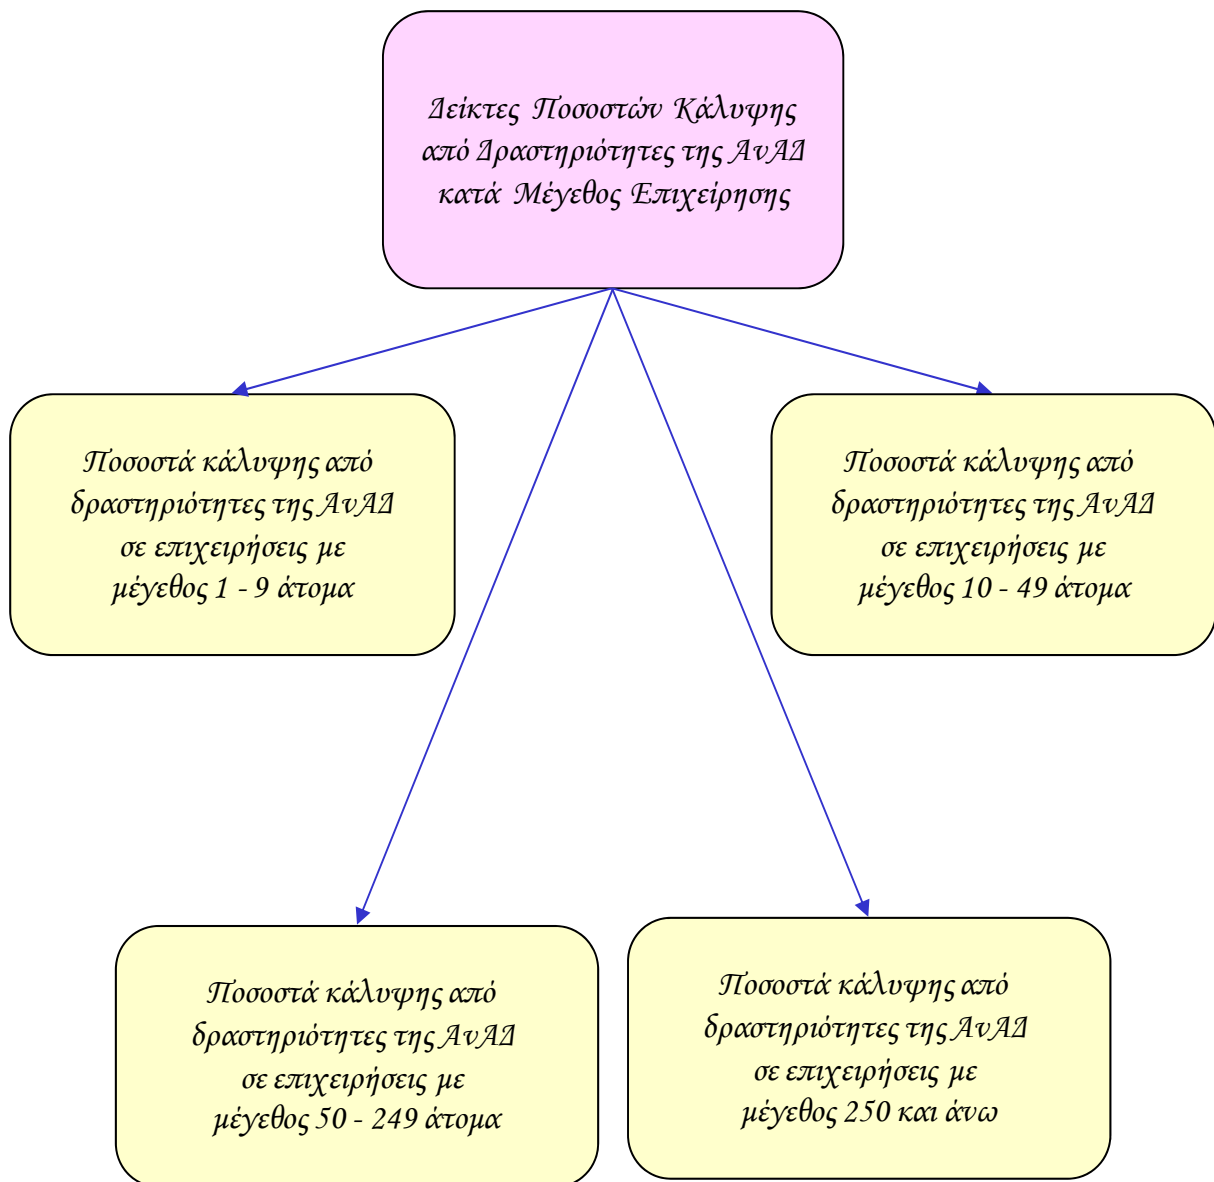 Δείκτες Ποσοστών Κάλυψης
από Δραστηριότητες της ΑνΑΔ
κατά Μέγεθος Επιχείρησης
Ποσοστά κάλυψης από
δραστηριότητες της ΑνΑΔ
σε επιχειρήσεις με
μέγεθος 1 - 9 άτομα
Ποσοστά κάλυψης από
δραστηριότητες της ΑνΑΔ
σε επιχειρήσεις με
μέγεθος 10 - 49 άτομα
Ποσοστά κάλυψης από
δραστηριότητες της ΑνΑΔ
σε επιχειρήσεις με
μέγεθος 50 - 249 άτομα
Ποσοστά κάλυψης από
δραστηριότητες της ΑνΑΔ
σε επιχειρήσεις με
μέγεθος 250 και άνω